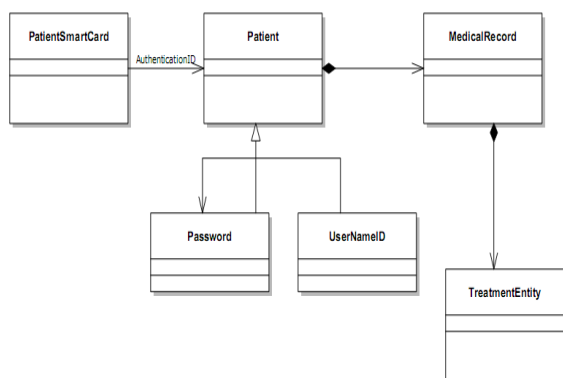 PatientSmartCard
Patient
MedicalRecord
AuthenticationID
Password
UserNameID
TreatmentEntity